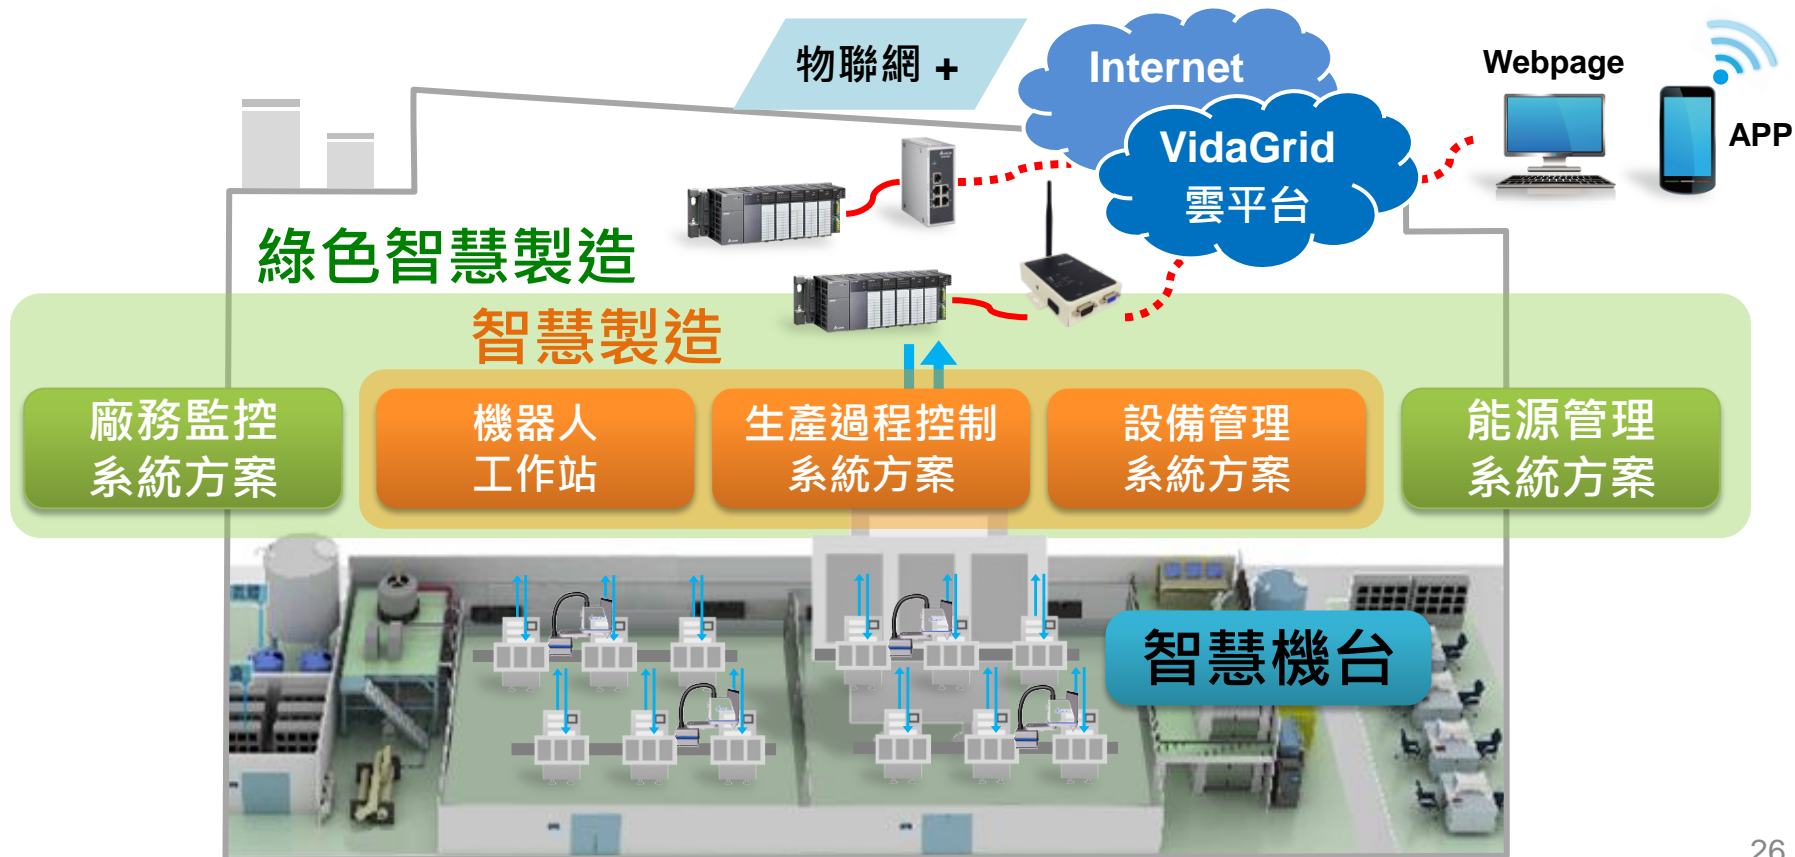 物聯網 +
Internet
VidaGrid
雲平台
Webpage
APP
綠色智慧製造
智慧製造
廠務監控
系統方案
機器人
工作站
生產過程控制
系統方案
設備管理
系統方案
能源管理
系統方案
智慧機台
26